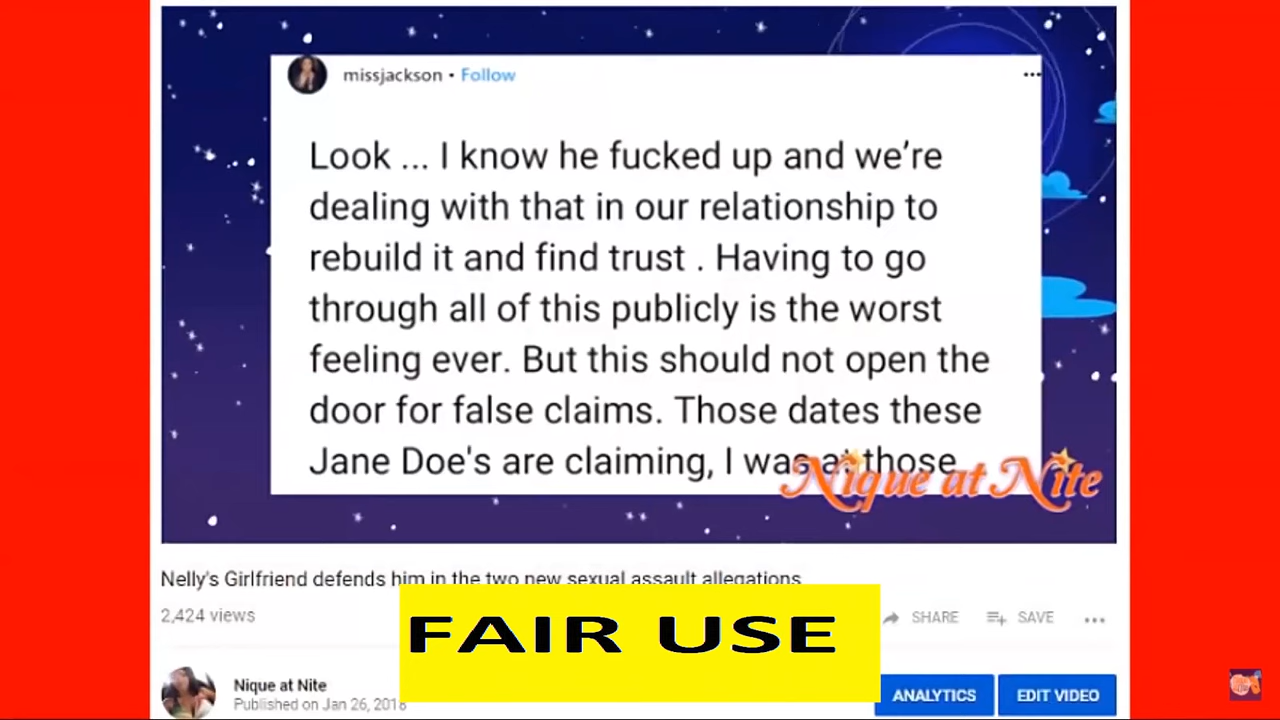 missjackson • Follow
Look ... I know he fucked up and we're
dealing with that in our relationship to
rebuild it and find trust . Having to go
through all of this publicly is the worst
feeling ever. But this should not open the
door for false claims. Those dates these
Jane Doe's are claiming, I was at those
Nique at Nite
Nelly's Girlfriend defends him in the two new sexual assault allegations
2,424 views
SHARE
SAVE
FAIR USE
Nique at Nite
Published on Jan 26, 2018
ANALYTICS
EDIT VIDEO